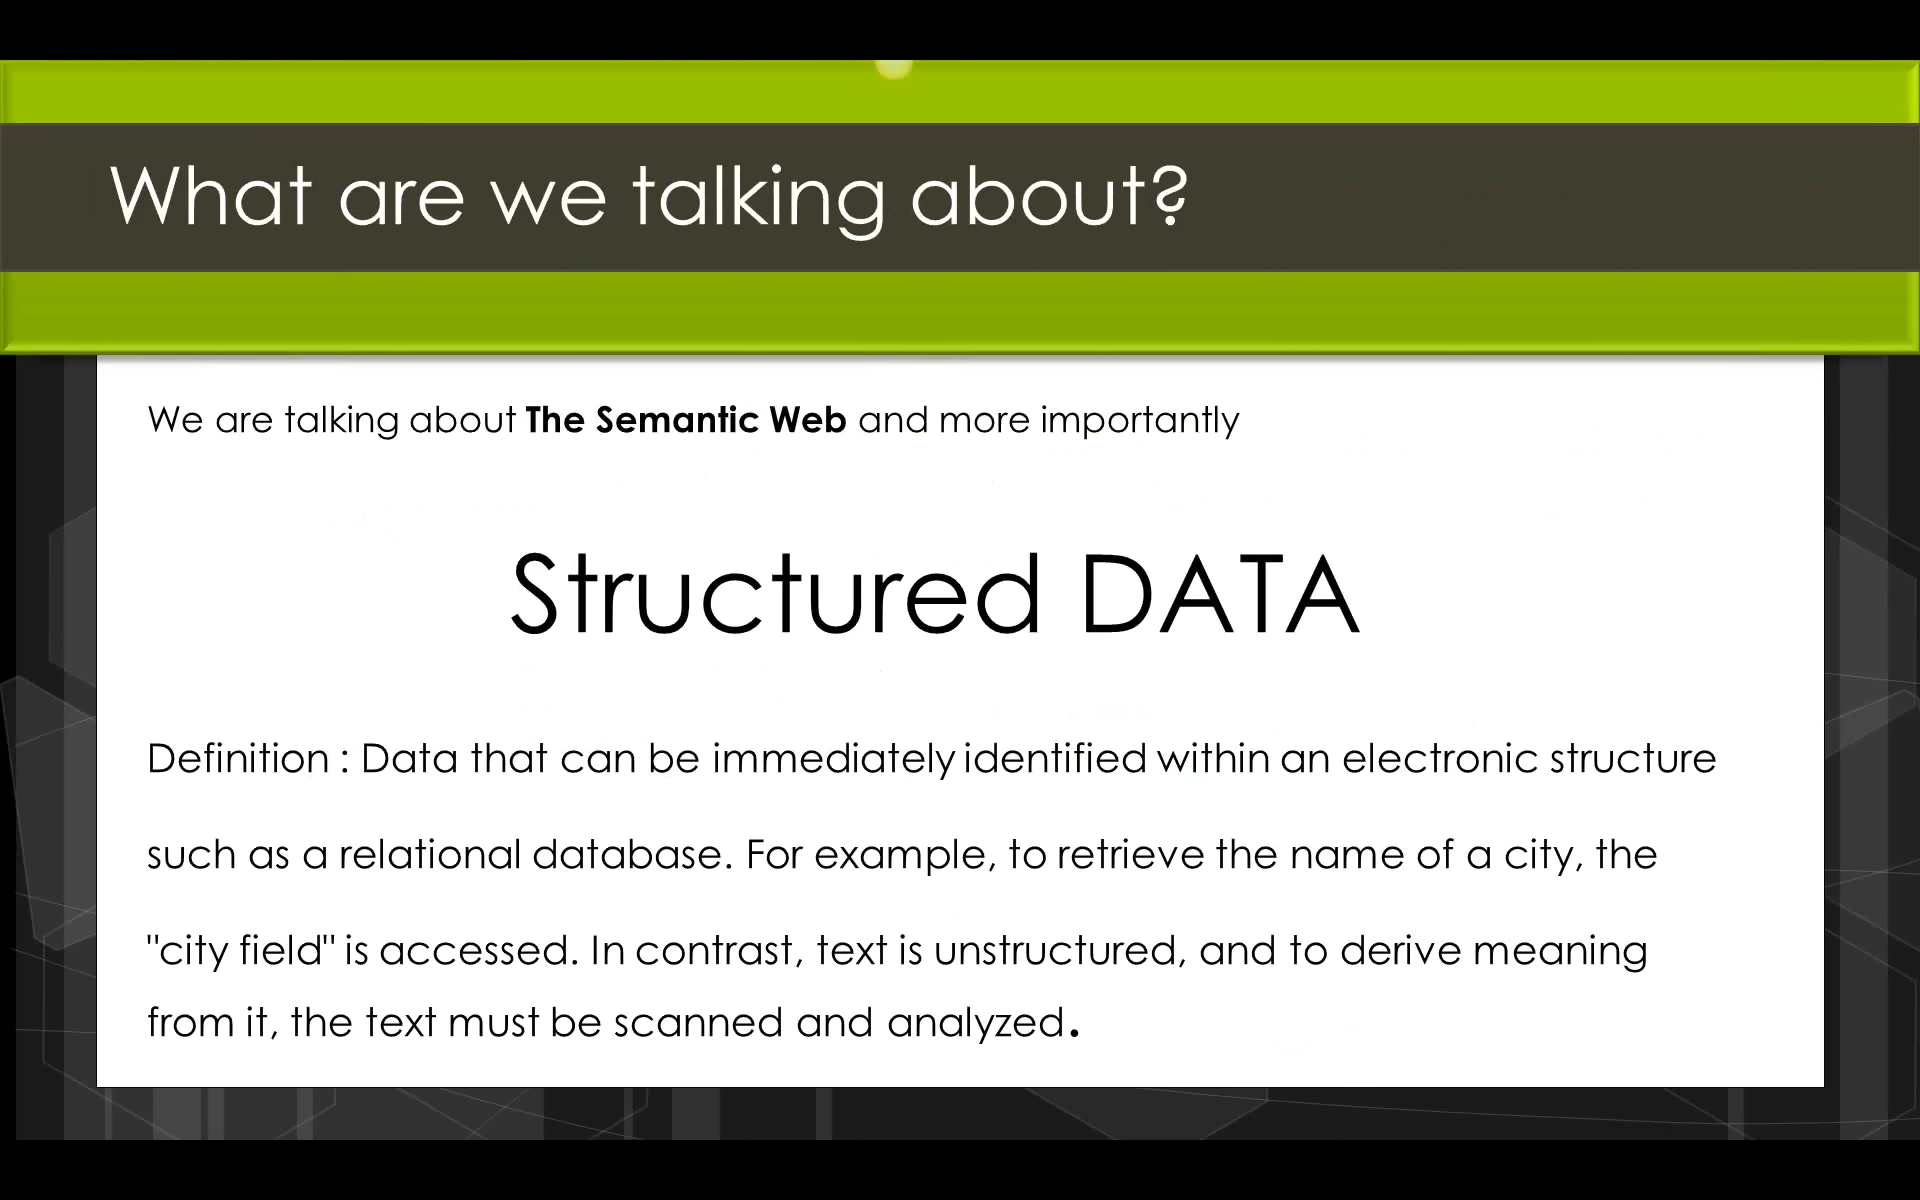 What are we talking about?
We are talking about The Semantic Web and more importantly
Structured DATA
Definition : Data that can be immediately identified within an electronic structure
such as a relational database. For example, to retrieve the name of a city, the
"city field" is accessed. In contrast, text is unstructured, and to derive meaning
from it, the text must be scanned and analyzed.